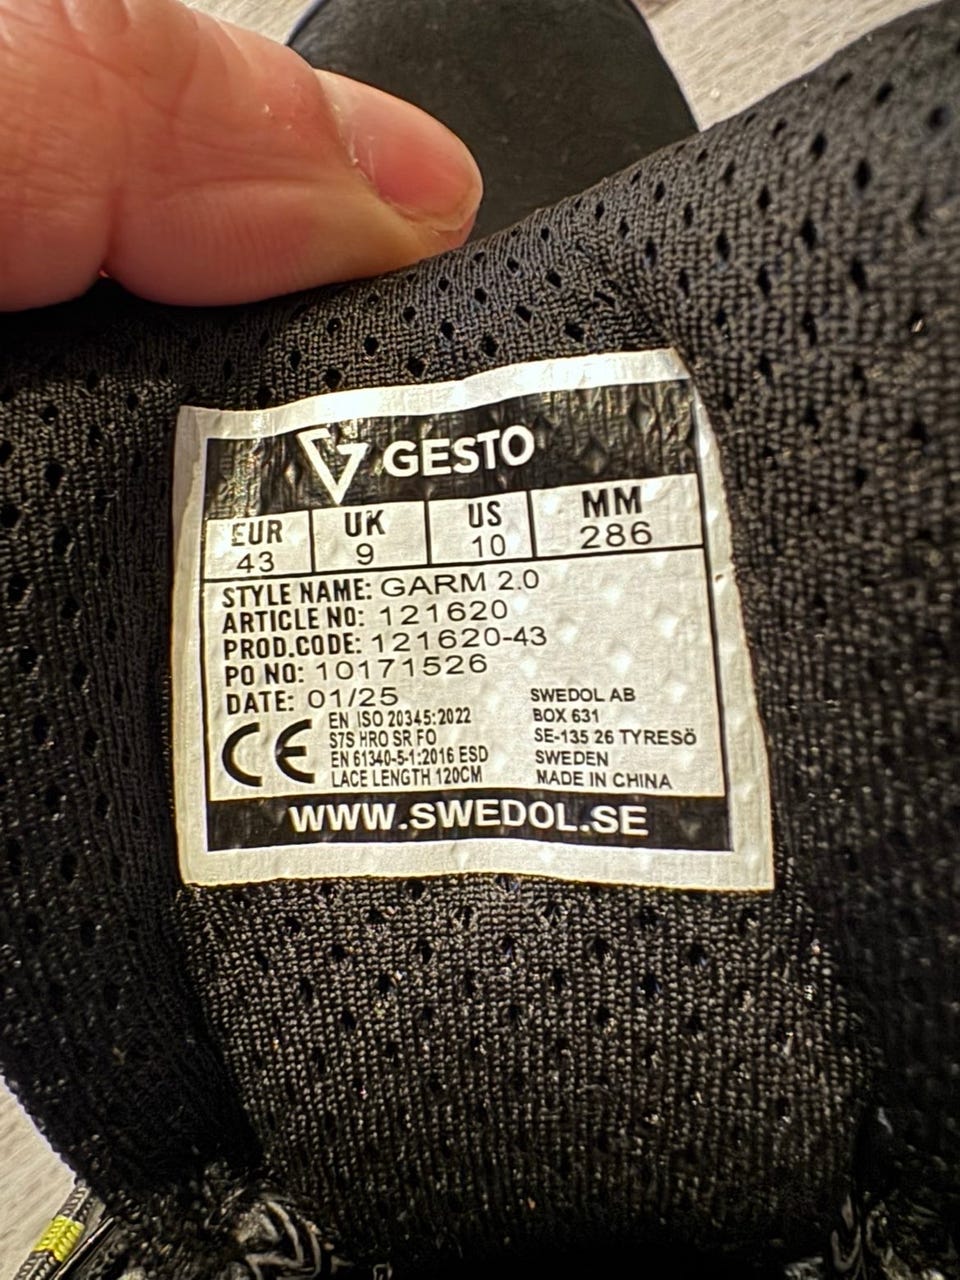 GESTO
EUR UK US MM
43 9 10 286
STYLE NAME: GARM 2.0
ARTICLE NO: 121620
PROD.CODE: 121620-43
PO NO: 10171526
DATE: 01/25
CE
EN ISO 20345:2022
S7S HRO SR FO
EN 61340-5-1:2016 ESD
LACE LENGTH 120CM
SWEDOL AB
BOX 631
SE-135 26 TYRESÖ
SWEDEN
MADE IN CHINA
WWW.SWEDOL.SE